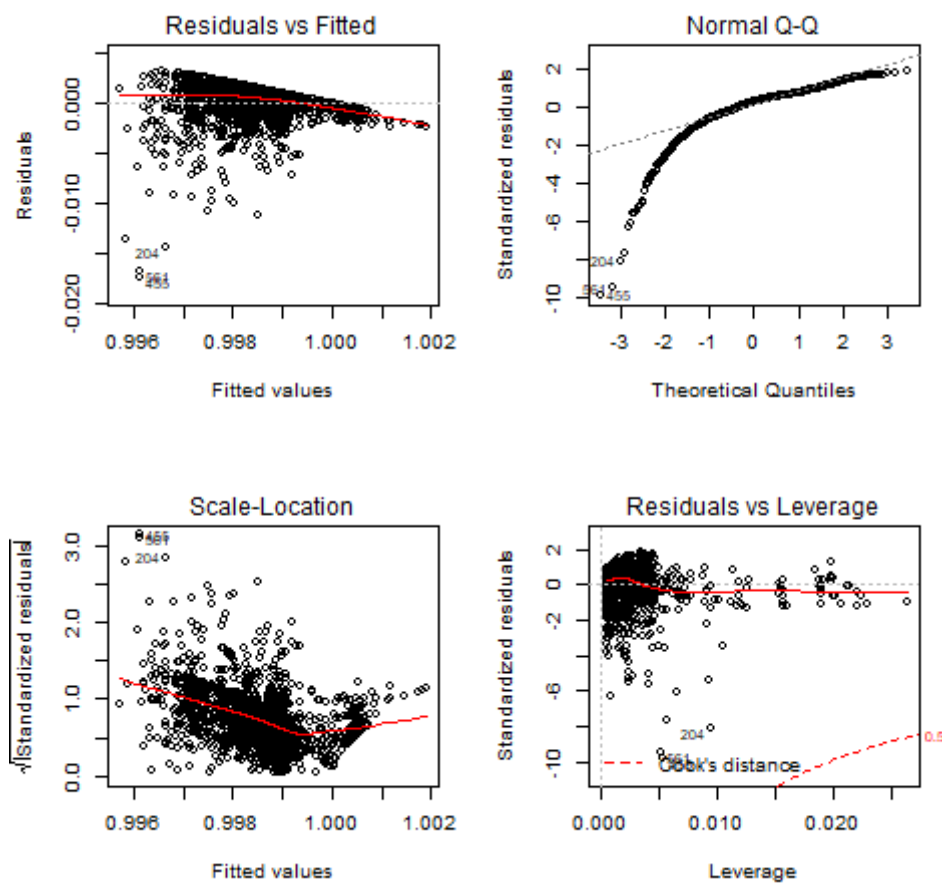 Residuals vs Fitted
Residuals
0.000
-0.010
-0.020
204
561
455
0.996 0.998 1.000 1.002
Fitted values
Normal Q-Q
Standardized residuals
2
0
-2
-4
-6
-10
204
561
455
-3 -2 -1 0 1 2 3
Theoretical Quantiles
Scale-Location
√|Standardized residuals|
3.0
2.0
1.0
0.0
204
0.996 0.998 1.000 1.002
Fitted values
Residuals vs Leverage
Standardized residuals
2
0
-2
-6
-10
204
Cook's distance
0.5
0.000 0.010 0.020
Leverage